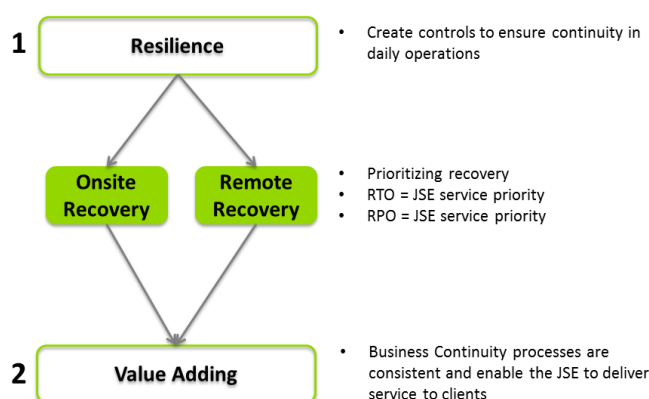 1
Resilience
• Create controls to ensure continuity in
daily operations
Onsite
Recovery
Remote
Recovery
• Prioritizing recovery
• RTO = JSE service priority
• RPO = JSE service priority
2
Value Adding
• Business Continuity processes are
consistent and enable the JSE to deliver
service to clients